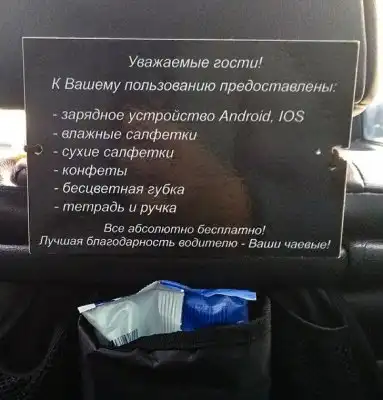 Уважаемые гости!
К Вашему пользованию предоставлены:
- зарядное устройство Android, IOS
- влажные салфетки
- сухие салфетки
- конфеты
- бесцветная губка
- тетрадь и ручка
Все абсолютно бесплатно!
Лучшая благодарность водителю - Ваши чаевые!